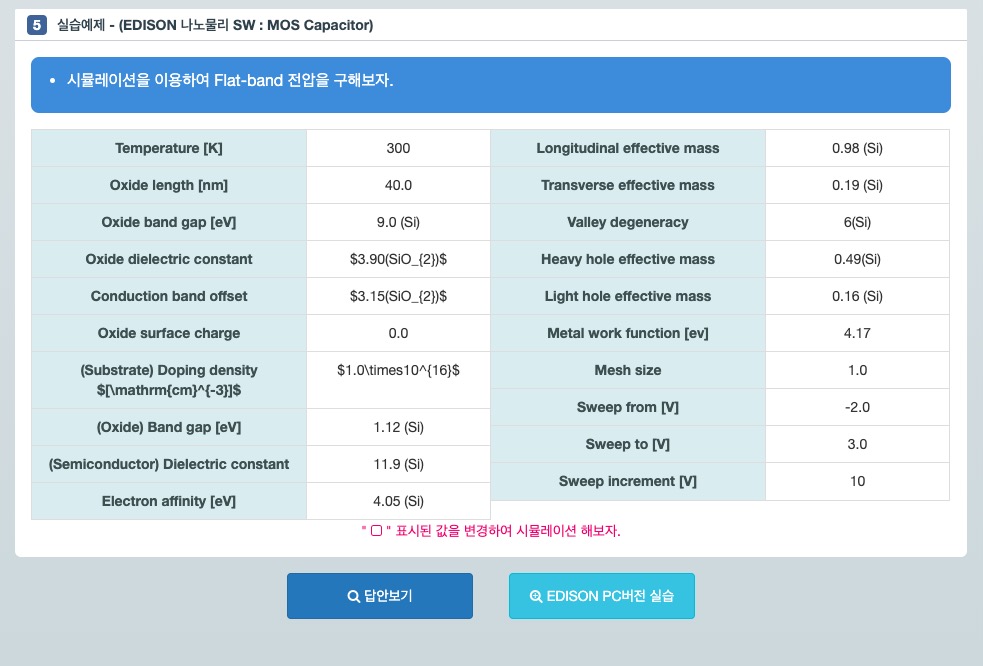 5 실습예제 - (EDISON 나노물리 SW : MOS Capacitor)
• 시뮬레이션을 이용하여 Flat-band 전압을 구해보자.
Temperature [K] 300
Oxide length [nm] 40.0
Oxide band gap [eV] 9.0 (Si)
Oxide dielectric constant $3.90(SiO_{2})$
Conduction band offset $3.15(SiO_{2})$
Oxide surface charge 0.0
(Substrate) Doping density $1.0\times10^{16}$
$[\mathrm{cm}^{-3}]$
(Oxide) Band gap [eV] 1.12 (Si)
(Semiconductor) Dielectric constant 11.9 (Si)
Electron affinity [eV] 4.05 (Si)
Longitudinal effective mass 0.98 (Si)
Transverse effective mass 0.19 (Si)
Valley degeneracy 6(Si)
Heavy hole effective mass 0.49(Si)
Light hole effective mass 0.16 (Si)
Metal work function [ev] 4.17
Mesh size 1.0
Sweep from [V] -2.0
Sweep to [V] 3.0
Sweep increment [V] 10
" □ " 표시된 값을 변경하여 시뮬레이션 해보자.
답안보기
EDISON PC버전 실습